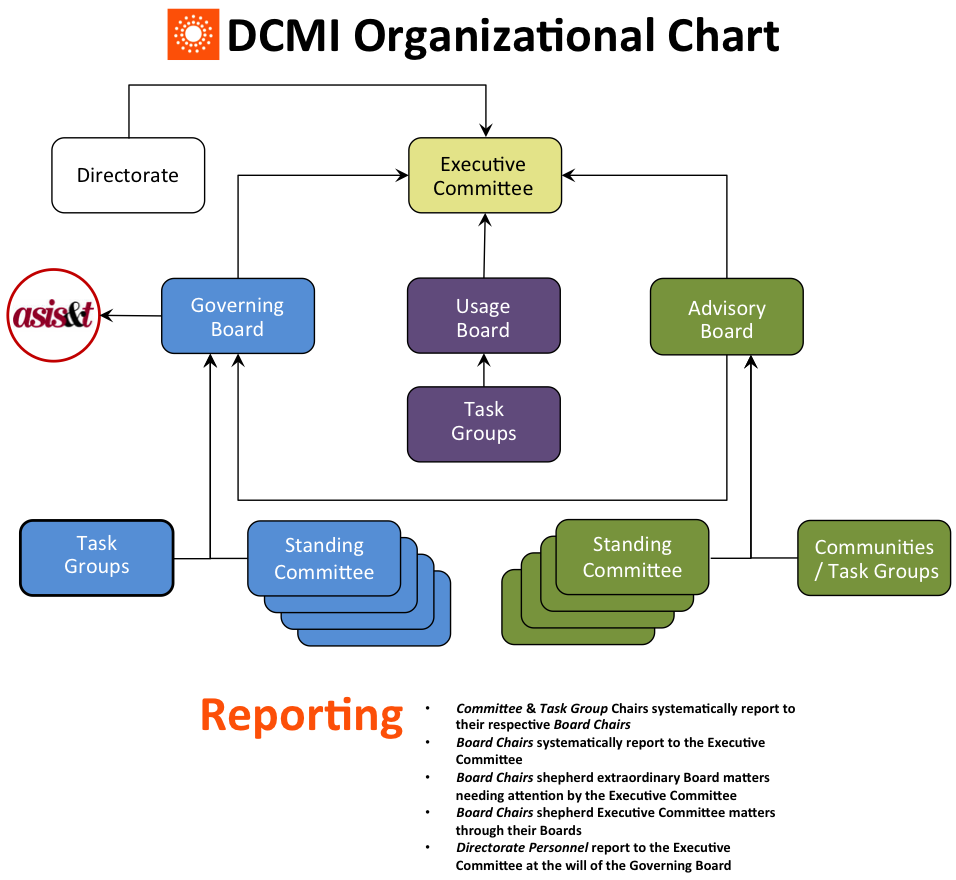 DCMI Organizational Chart
Directorate
Executive
Committee
asis&t
Governing
Board
Usage
Board
Advisory
Board
Task
Groups
Task
Groups
Standing
Committee
Standing
Committee
Communities
/ Task Groups
Reporting
• Committee & Task Group Chairs systematically report to
their respective Board Chairs
• Board Chairs systematically report to the Executive
Committee
• Board Chairs shepherd extraordinary Board matters
needing attention by the Executive Committee
• Board Chairs shepherd Executive Committee matters
through their Boards
• Directorate Personnel report to the Executive
Committee at the will of the Governing Board